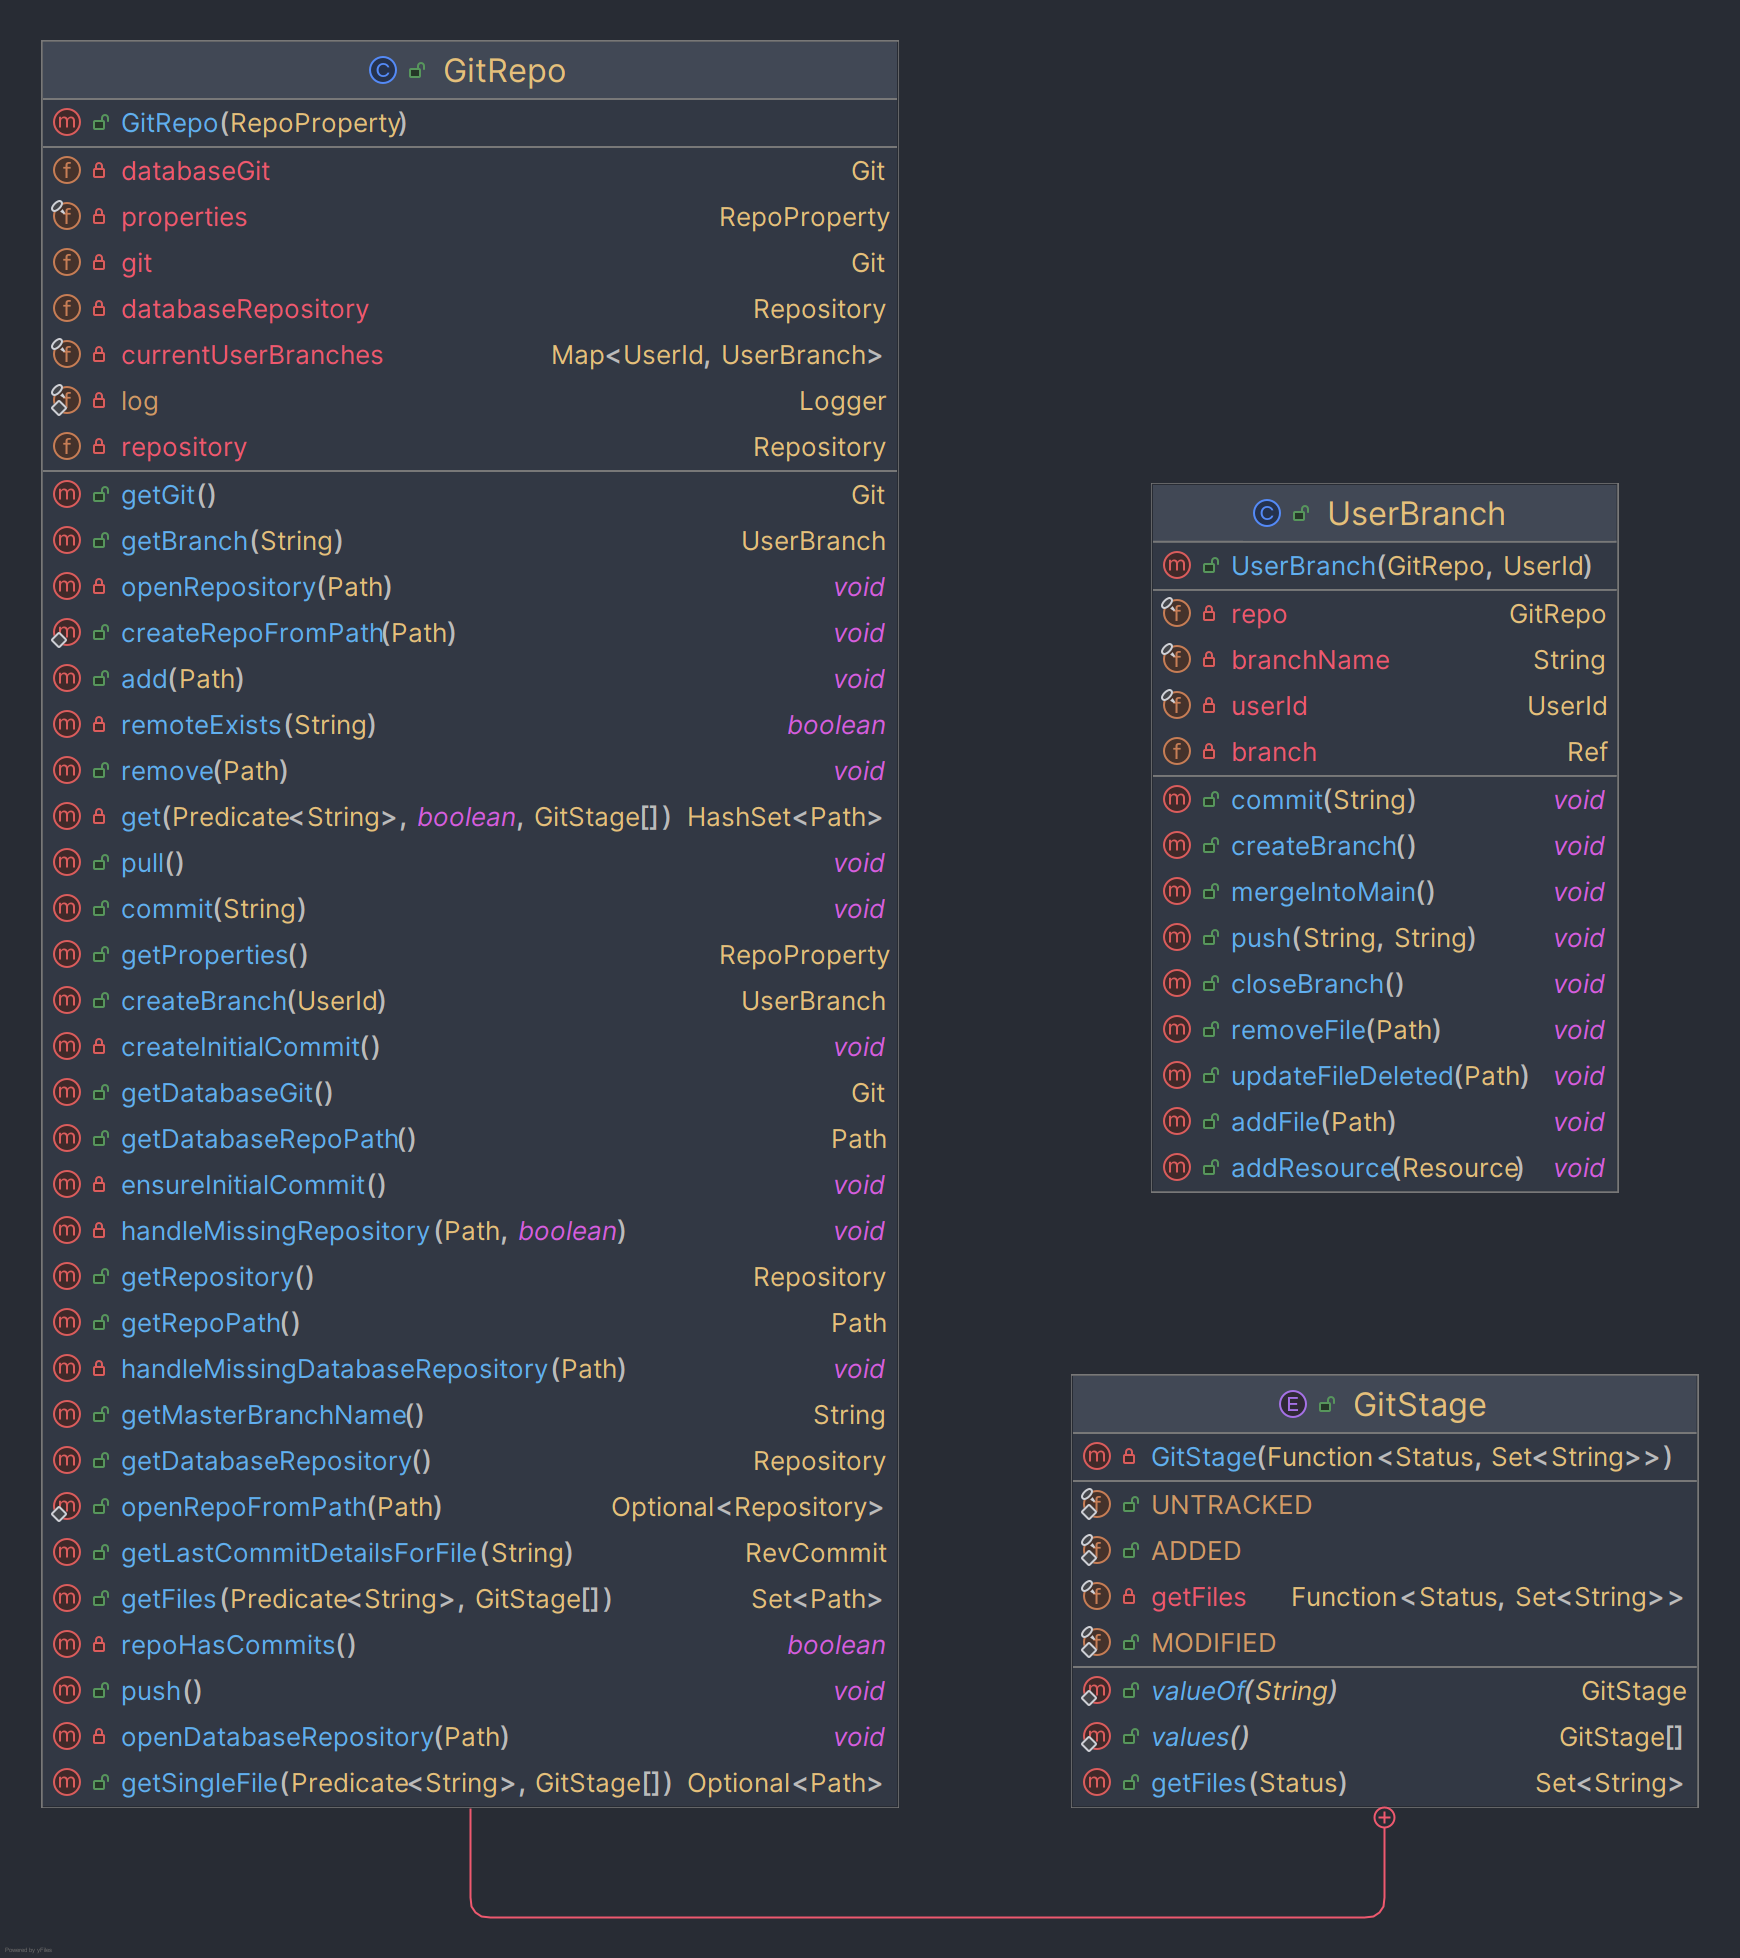 GitRepo
GitRepo(RepoProperty)
databaseGit Git
properties RepoProperty
git Git
databaseRepository Repository
currentUserBranches Map<UserId, UserBranch>
log Logger
repository Repository
getGit() Git
getBranch(String) UserBranch
openRepository(Path) void
createRepoFromPath(Path) void
add(Path) void
remoteExists(String) boolean
remove(Path) void
get(Predicate<String>, boolean, GitStage[]) HashSet<Path>
pull() void
commit(String) void
getProperties() RepoProperty
createBranch(UserId) UserBranch
createInitialCommit() void
getDatabaseGit() Git
getDatabaseRepoPath() Path
ensureInitialCommit() void
handleMissingRepository(Path, boolean) void
getRepository() Repository
getRepoPath() Path
handleMissingDatabaseRepository(Path) void
getMasterBranchName() String
getDatabaseRepository() Repository
openRepoFromPath(Path) Optional<Repository>
getLastCommitDetailsForFile(String) RevCommit
getFiles(Predicate<String>, GitStage[]) Set<Path>
repoHasCommits() boolean
push() void
openDatabaseRepository(Path) void
getSingleFile(Predicate<String>, GitStage[]) Optional<Path>
UserBranch
UserBranch(GitRepo, UserId)
repo GitRepo
branchName String
userId UserId
branch Ref
commit(String) void
createBranch() void
mergeIntoMain() void
push(String, String) void
closeBranch() void
removeFile(Path) void
updateFileDeleted(Path) void
addFile(Path) void
addResource(Resource) void
GitStage
GitStage(Function<Status, Set<String>>)
UNTRACKED
ADDED
getFiles Function<Status, Set<String>>
MODIFIED
valueOf(String) GitStage
values() GitStage[]
getFiles(Status) Set<String>
Powered by yFiles